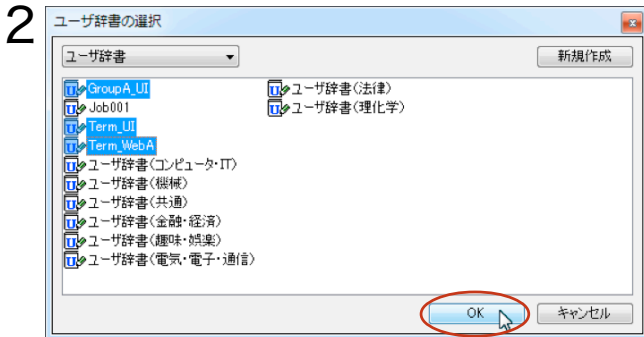 2
ユーザ辞書の選択
ユーザ辞書
新規作成
GroupA_UI
Job001
Term_UI
Term_WebA
ユーザ辞書(コンピュータ・IT)
ユーザ辞書(機械)
ユーザ辞書(共通)
ユーザ辞書(金融・経済)
ユーザ辞書(趣味・娯楽)
ユーザ辞書(電気・電子・通信)
ユーザ辞書(法律)
ユーザ辞書(理化学)
OK
キャンセル